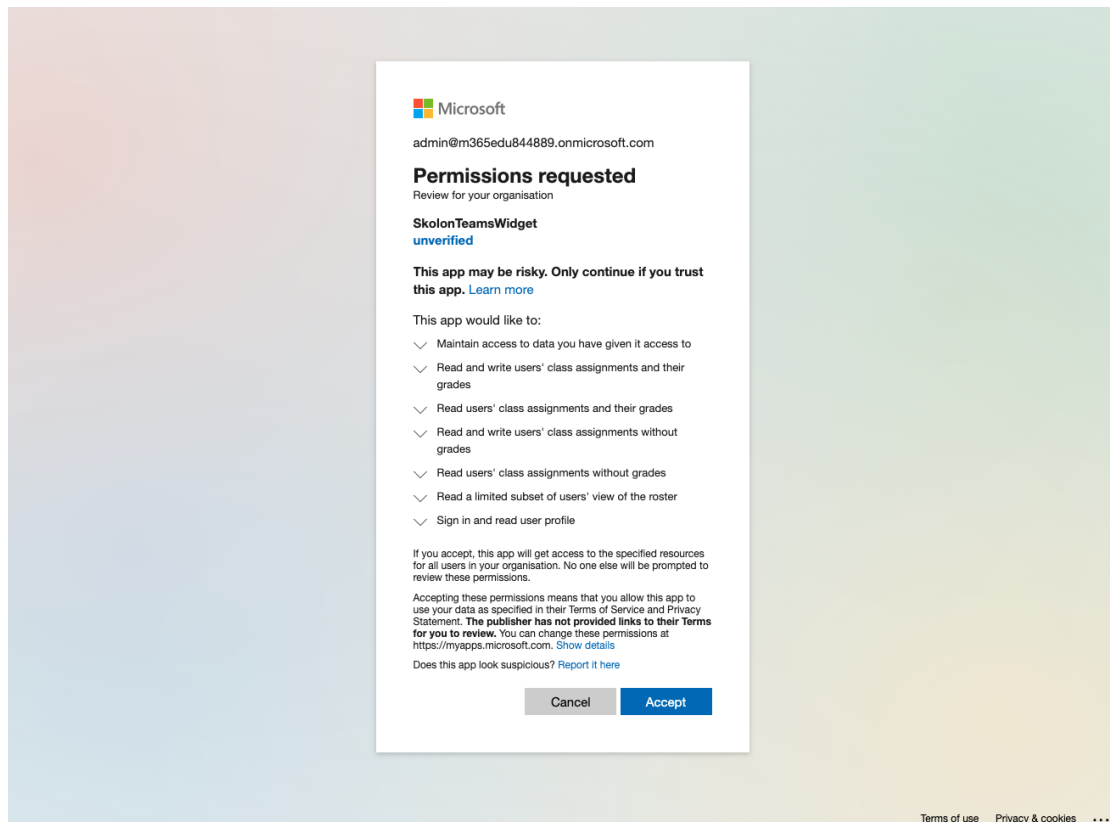 Microsoft
admin@m365edu844889.onmicrosoft.com
Permissions requested
Review for your organisation
SkolonTeamsWidget
unverified
This app may be risky. Only continue if you trust
this app. Learn more
This app would like to:
Maintain access to data you have given it access to
Read and write users' class assignments and their
grades
Read users' class assignments and their grades
Read and write users' class assignments without
grades
Read users' class assignments without grades
Read a limited subset of users' view of the roster
Sign in and read user profile
If you accept, this app will get access to the specified resources
for all users in your organisation. No one else will be prompted to
review these permissions.
Accepting these permissions means that you allow this app to
use your data as specified in their Terms of Service and Privacy
Statement. The publisher has not provided links to their Terms
for you to review. You can change these permissions at
https://myapps.microsoft.com. Show details
Does this app look suspicious? Report it here
Cancel Accept
Terms of use Privacy & cookies ...